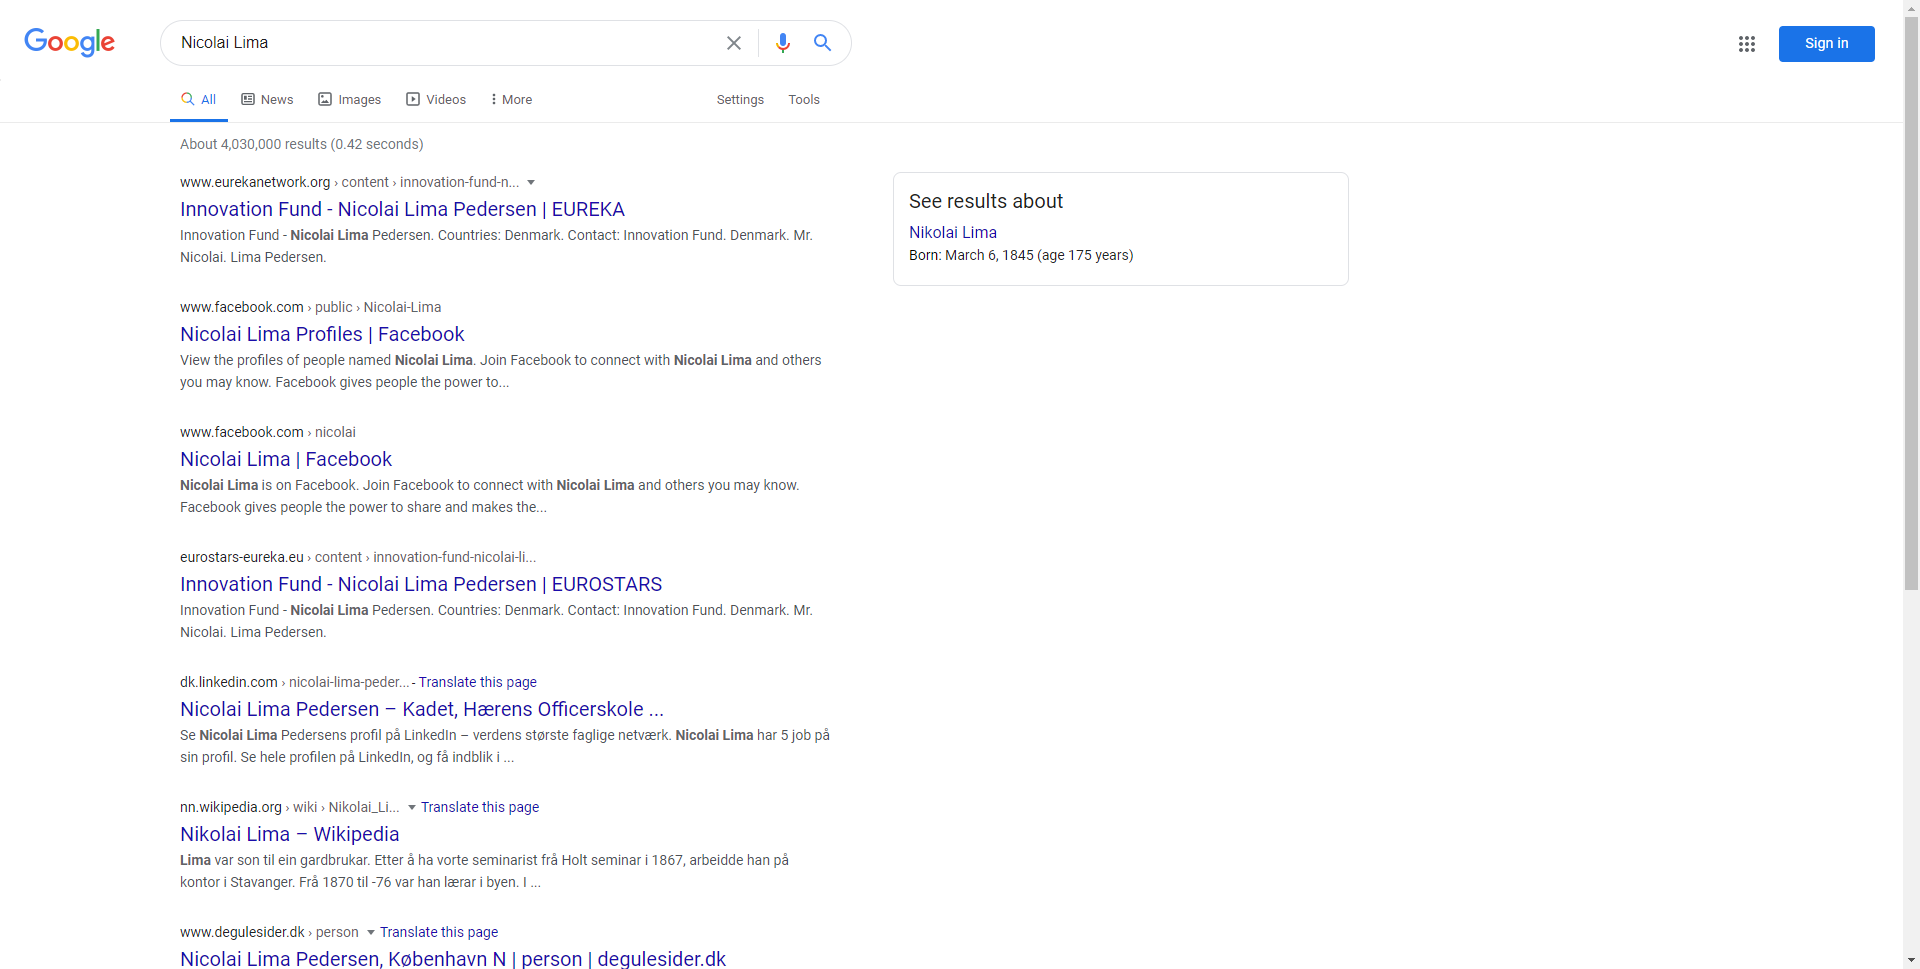 Google
Nicolai Lima
Sign in
All
News
Images
Videos
More
Settings
Tools
About 4,030,000 results (0.42 seconds)
www.eurekanetwork.org › content › innovation-fund-n...
Innovation Fund - Nicolai Lima Pedersen | EUREKA
Innovation Fund - Nicolai Lima Pedersen. Countries: Denmark. Contact: Innovation Fund. Denmark. Mr.
Nicolai. Lima Pedersen.
www.facebook.com › public › Nicolai-Lima
Nicolai Lima Profiles | Facebook
View the profiles of people named Nicolai Lima. Join Facebook to connect with Nicolai Lima and others
you may know. Facebook gives people the power to...
www.facebook.com › nicolai
Nicolai Lima | Facebook
Nicolai Lima is on Facebook. Join Facebook to connect with Nicolai Lima and others you may know.
Facebook gives people the power to share and makes the...
eurostars-eureka.eu › content › innovation-fund-nicolai-li...
Innovation Fund - Nicolai Lima Pedersen | EUROSTARS
Innovation Fund - Nicolai Lima Pedersen. Countries: Denmark. Contact: Innovation Fund. Denmark. Mr.
Nicolai. Lima Pedersen.
dk.linkedin.com › nicolai-lima-peder... - Translate this page
Nicolai Lima Pedersen – Kadet, Hærens Officerskole ...
Se Nicolai Lima Pedersens profil på LinkedIn – verdens største faglige netværk. Nicolai Lima har 5 job på
sin profil. Se hele profilen på LinkedIn, og få indblik i ...
nn.wikipedia.org › wiki › Nikolai_Li... Translate this page
Nikolai Lima – Wikipedia
Lima var son til ein gardbrukar. Etter å ha vorte seminarist frå Holt seminar i 1867, arbeidde han på
kontor i Stavanger. Frå 1870 til -76 var han lærar i byen. I ...
www.degulesider.dk › person Translate this page
Nicolai Lima Pedersen, København N | person | degulesider.dk
See results about
Nikolai Lima
Born: March 6, 1845 (age 175 years)